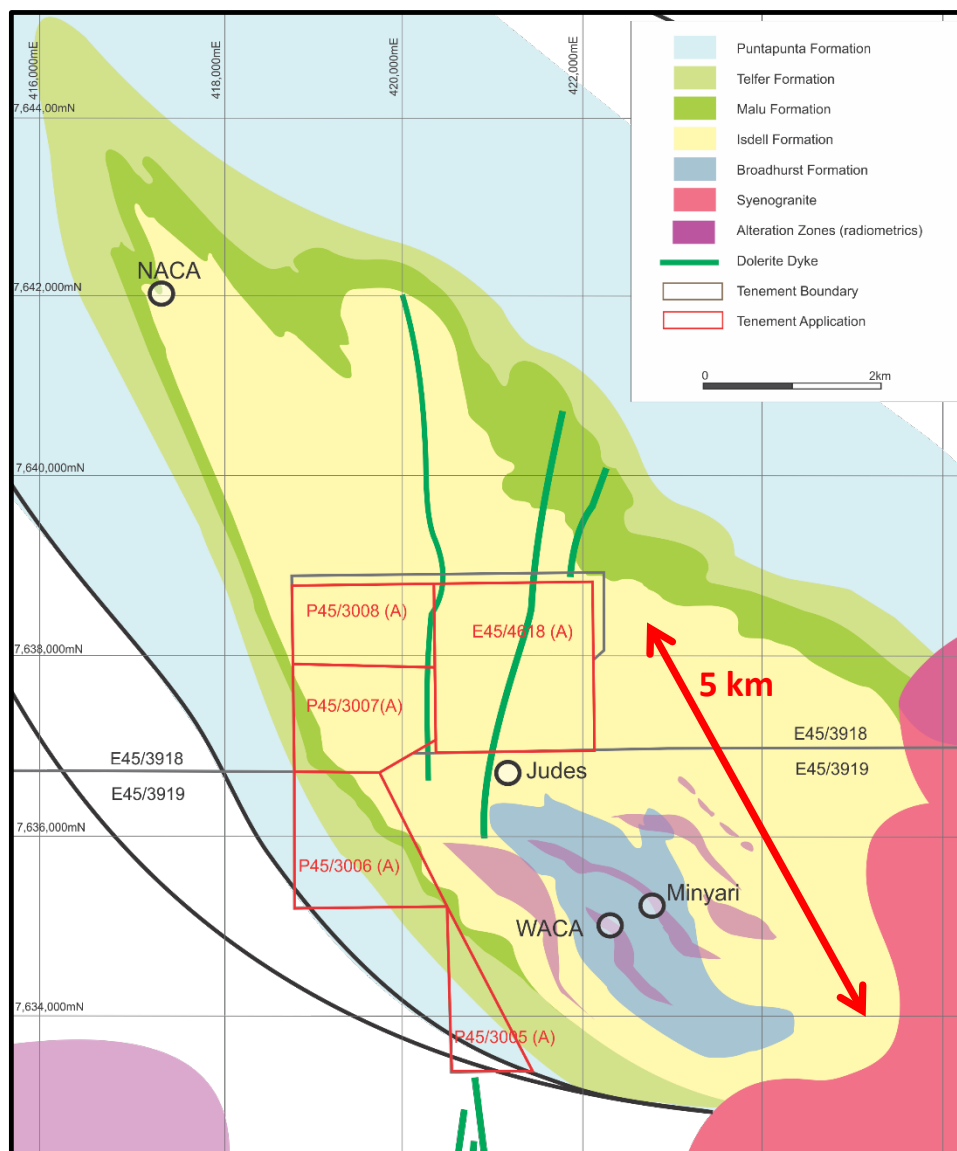 416,000mE
418,000mE
420,000mE
422,000mE
7,644,00mN
7,642,000mN
7,640,000mN
7,638,000mN
7,636,000mN
7,634,000mN
Puntapunta Formation
Telfer Formation
Malu Formation
Isdell Formation
Broadhurst Formation
Syenogranite
Alteration Zones (radiometrics)
Dolerite Dyke
Tenement Boundary
Tenement Application
0 2km
NACA
P45/3008 (A)
E45/4618 (A)
5 km
P45/3007(A)
E45/3918
E45/3919
E45/3918
E45/3919
Judes
P45/3006 (A)
Minyari
WACA
P45/3005 (A)